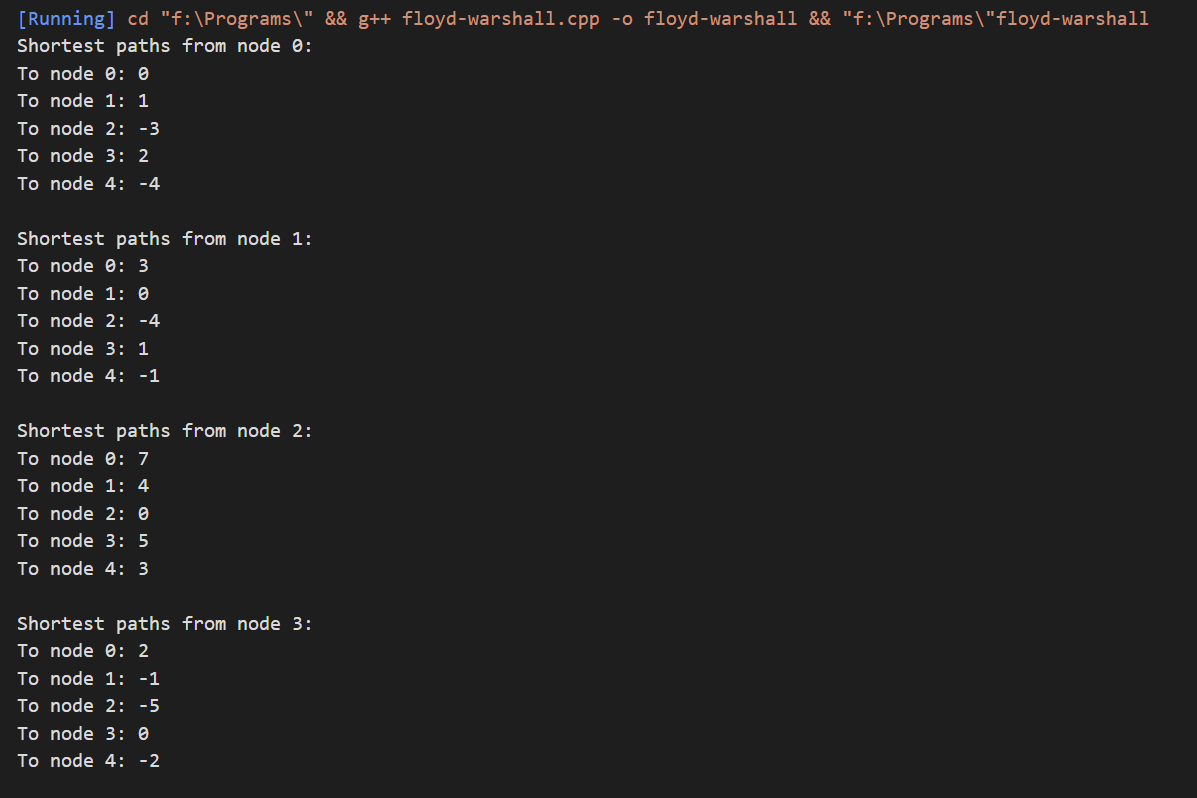 [Running] cd "f:\Programs\" && g++ floyd-warshall.cpp -o floyd-warshall && "f:\Programs\"floyd-warshall
Shortest paths from node 0:
To node 0: 0
To node 1: 1
To node 2: -3
To node 3: 2
To node 4: -4
Shortest paths from node 1:
To node 0: 3
To node 1: 0
To node 2: -4
To node 3: 1
To node 4: -1
Shortest paths from node 2:
To node 0: 7
To node 1: 4
To node 2: 0
To node 3: 5
To node 4: 3
Shortest paths from node 3:
To node 0: 2
To node 1: -1
To node 2: -5
To node 3: 0
To node 4: -2